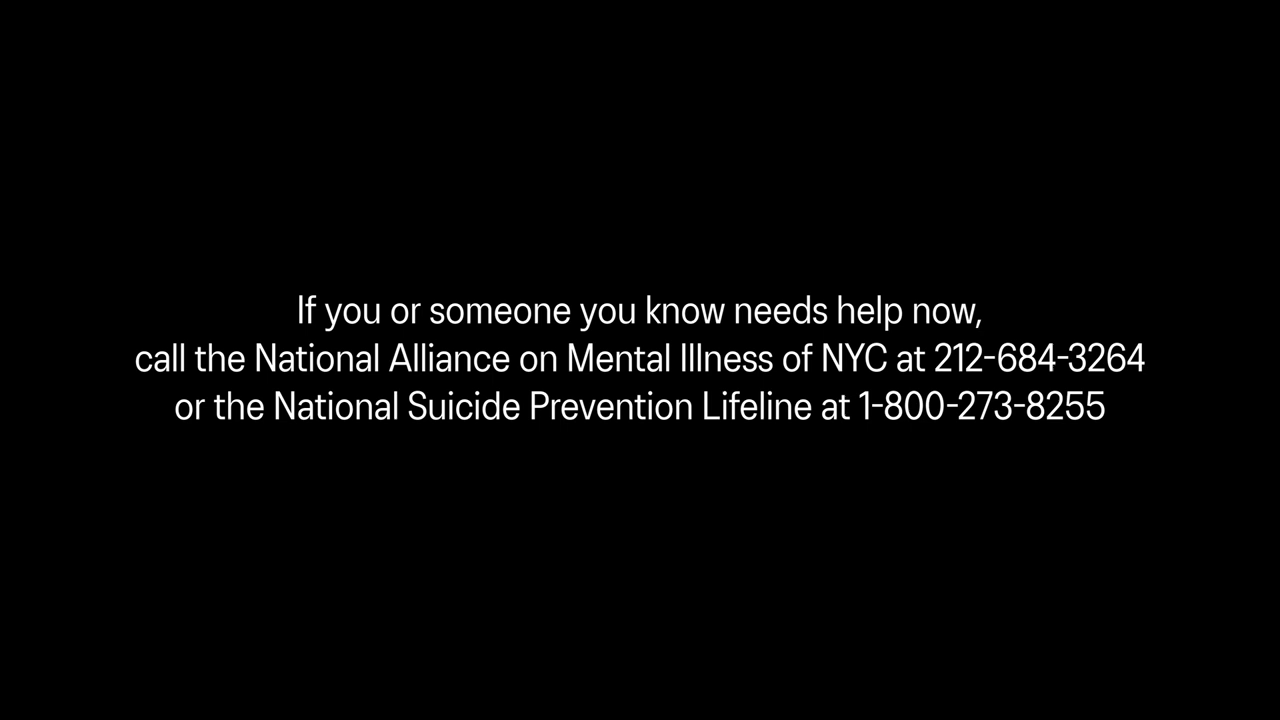 If you or someone you know needs help now,
call the National Alliance on Mental Illness of NYC at 212-684-3264
or the National Suicide Prevention Lifeline at 1-800-273-8255